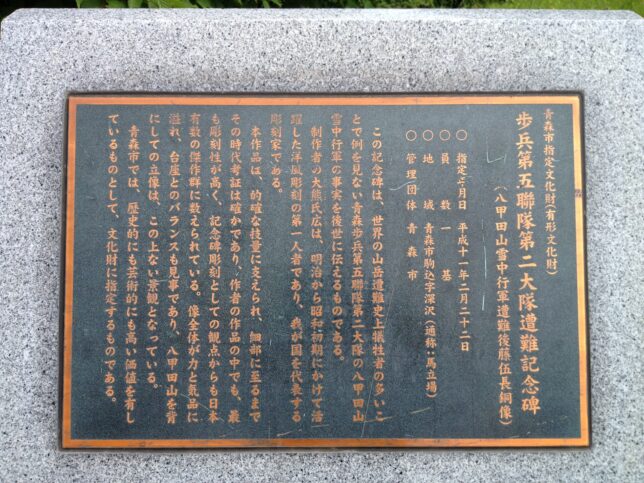 青森市指定文化財(有形文化財)
歩兵第五聯隊第二大隊遭難記念碑
(八甲田山雪中行軍遭難後藤伍長銅像)
○指定年月日 平成十一年二月二十二日
○員数 一基
○地域 青森市駒込字深沢(通称:馬立場)
○管理団体 青森市
この記念碑は、世界の山岳遭難史上犠牲者の多いこ
とで例を見ない青森歩兵第五聯隊第二大隊の八甲田山
雪中行軍の事実を後世に伝えるものである。
制作者の大熊氏広は、明治から昭和初期にかけて活
躍した洋風彫刻の第一人者であり、我が国を代表する
彫刻家である。
本作品は、的確な技量に支えられ、細部に至るまで
その時代考証は確かであり、作者の作品の中でも、最
も彫刻性が高く、記念碑彫刻としての観点からも日本
有数の傑作群に数えられている。像全体が力と気品に
溢れ、台座とのバランスも見事であり、八甲田山を背
にしての立像は、この上ない景観となっている。
青森市では、歴史的にも芸術的にも高い価値を有し
ているものとして、文化財に指定するものである。